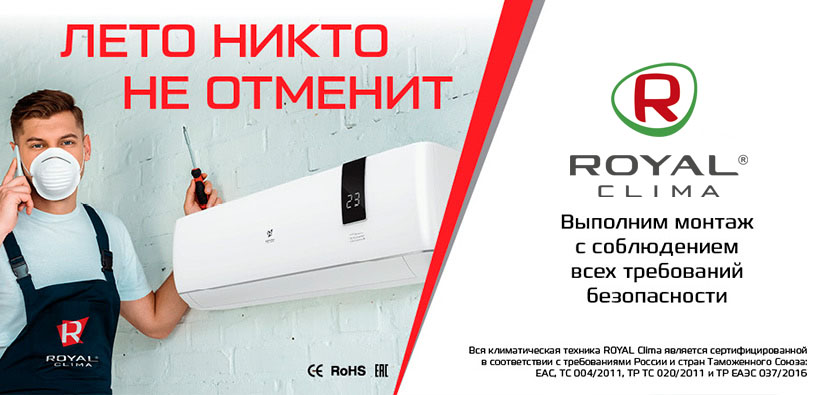 ЛЕТО НИКТО
НЕ ОТМЕНИТ
23
R
ROYAL®
CLIMA
CE RoHS EAC
R
ROYAL®
CLIMA
Выполним монтаж
с соблюдением
всех требований
безопасности
Вся климатическая техника ROYAL Clima является сертифицированной
в соответствии с требованиями России и стран Таможенного Союза:
ЕАС, ТС 004/2011, ТР ТС 020/2011 и ТР ЕАЭС 037/2016